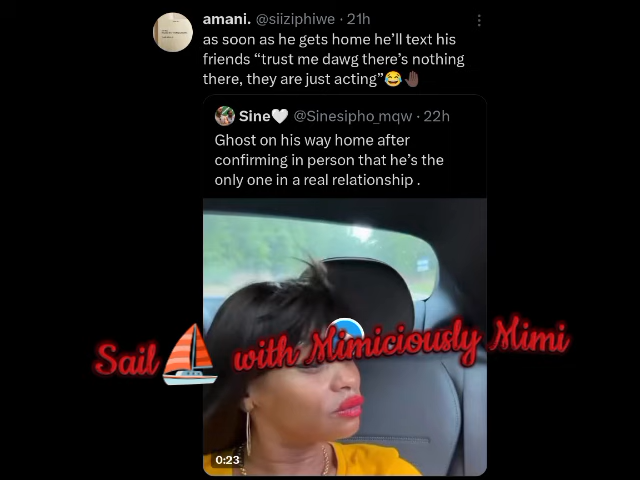 amani. @siiziphiwe · 21h
as soon as he gets home he'll text his
friends “trust me dawg there's nothing
there, they are just acting”😂🤚🏿
Sine🤍 @Sinesipho_mqw · 22h
Ghost on his way home after
confirming in person that he's the
only one in a real relationship .
Sail⛵ with Mimiciously Mimi
0:23